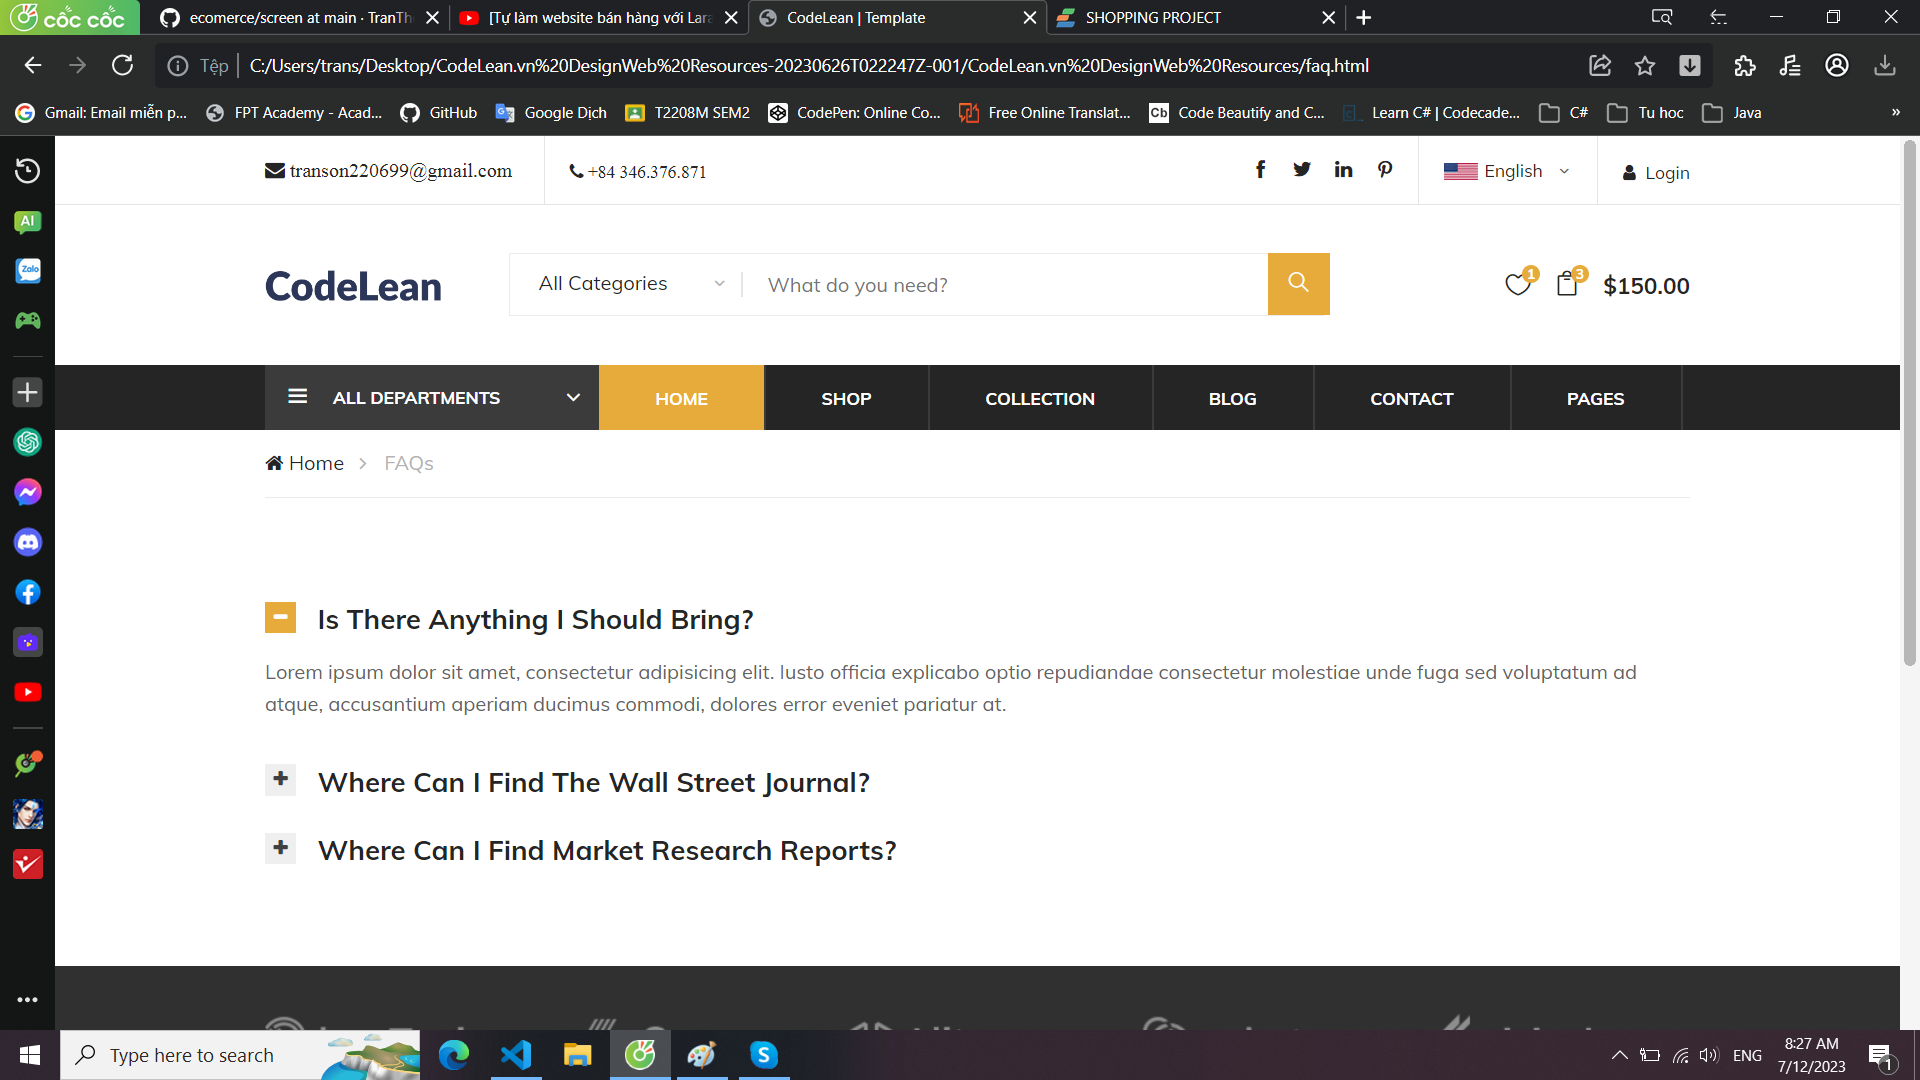 cốc cốc
ecomerce/screen at main · TranTh
[Tự làm website bán hàng với Lara
CodeLean | Template
SHOPPING PROJECT
Tệp
C:/Users/trans/Desktop/CodeLean.vn%20DesignWeb%20Resources-20230626T022247Z-001/CodeLean.vn%20DesignWeb%20Resources/faq.html
Gmail: Email miễn p...
FPT Academy - Acad...
GitHub
Google Dịch
T2208M SEM2
CodePen: Online Co...
Free Online Translat...
Cb
Code Beautify and C...
Learn C# | Codecade...
C#
Tu hoc
Java
»
transon220699@gmail.com
+84 346.376.871
English
Login
AI
Zalo
CodeLean
All Categories
What do you need?
1
3
$150.00
ALL DEPARTMENTS
HOME
SHOP
COLLECTION
BLOG
CONTACT
PAGES
Home
FAQs
Is There Anything I Should Bring?
Lorem ipsum dolor sit amet, consectetur adipisicing elit. Iusto officia explicabo optio repudiandae consectetur molestiae unde fuga sed voluptatum ad
atque, accusantium aperiam ducimus commodi, dolores error eveniet pariatur at.
Where Can I Find The Wall Street Journal?
Where Can I Find Market Research Reports?
Type here to search
ENG
8:27 AM
7/12/2023
1